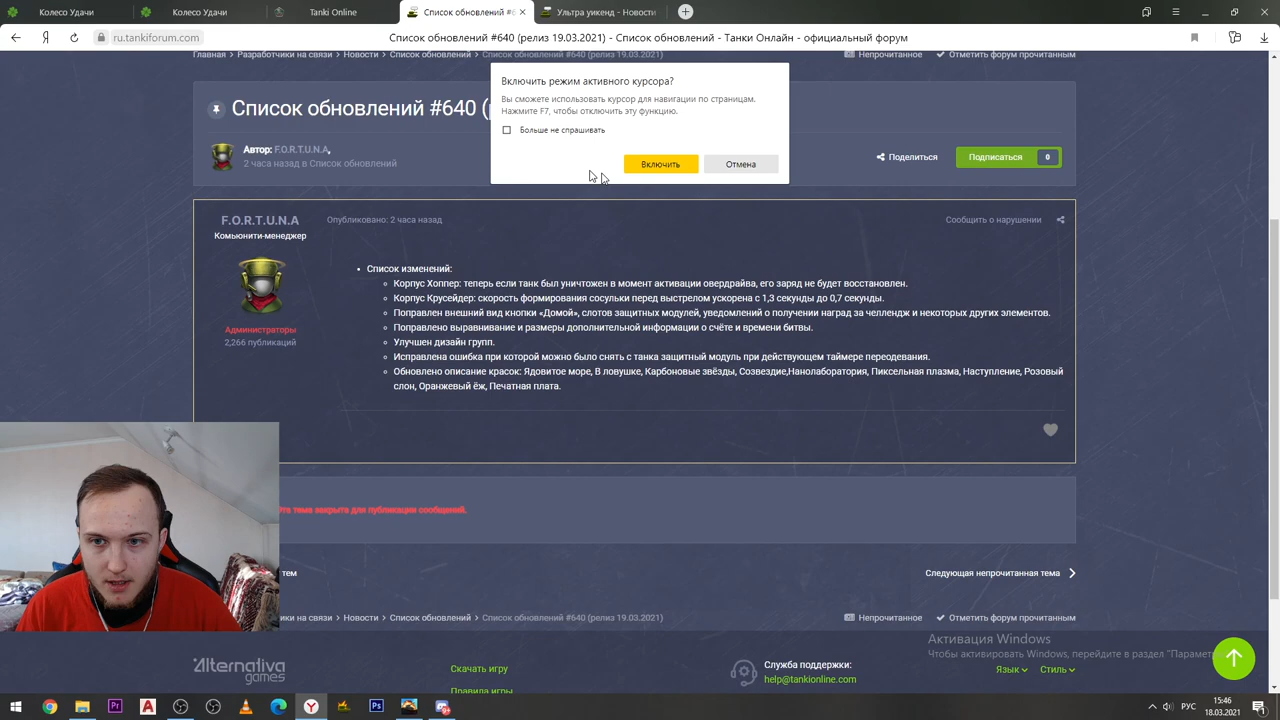 Колесо Удачи
Колесо Удачи
Tanki Online
Список обновлений #6
Ультра уикенд - Новости
ru.tankiforum.com
Список обновлений #640 (релиз 19.03.2021) - Список обновлений - Танки Онлайн - официальный форум
Главная > Разработчики на связи > Новости > Список обновлений > Список обновлений #640 (релиз 19.03.2021)
Непрочитанное
Отметить форум прочитанным
Включить режим активного курсора?
Вы сможете использовать курсор для навигации по страницам.
Нажмите F7, чтобы отключить эту функцию.
Больше не спрашивать
Включить
Отмена
Список обновлений #640 (
Автор: F.O.R.T.U.N.A,
2 часа назад в Список обновлений
Поделиться
Подписаться 0
F.O.R.T.U.N.A
Комьюнити-менеджер
Администраторы
2,266 публикаций
Опубликовано: 2 часа назад
Сообщить о нарушении
Список изменений:
Корпус Хоппер: теперь если танк был уничтожен в момент активации овердрайва, его заряд не будет восстановлен.
Корпус Крусейдер: скорость формирования сосульки перед выстрелом ускорена с 1,3 секунды до 0,7 секунды.
Поправлен внешний вид кнопки «Домой», слотов защитных модулей, уведомлений о получении наград за челлендж и некоторых других элементов.
Поправлено выравнивание и размеры дополнительной информации о счёте и времени битвы.
Улучшен дизайн групп.
Исправлена ошибка при которой можно было снять с танка защитный модуль при действующем таймере переодевания.
Обновлено описание красок: Ядовитое море, В ловушке, Карбоновые звёзды, Созвездие,Нанолаборатория, Пиксельная плазма, Наступление, Розовый
слон, Оранжевый ёж, Печатная плата.
та тема закрыта для публикации сообщений.
тем
Следующая непрочитанная тема
ики на связи > Новости > Список обновлений > Список обновлений #640 (релиз 19.03.2021)
Непрочитанное
Отметить форум прочитанным
Alternativa
games
Скачать игру
Правила игры
Служба поддержки:
help@tankionline.com
Активация Windows
Чтобы активировать Windows, перейдите в раздел "Парамет
Язык
Стиль
РУС
15:46
18.03.2021